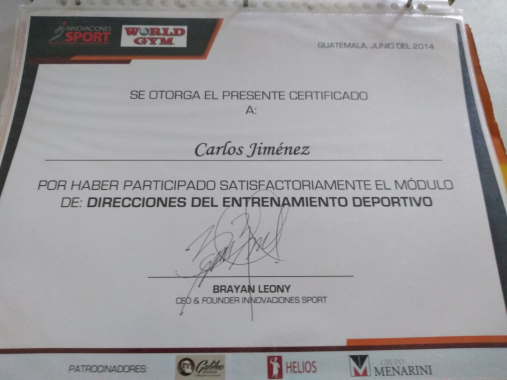 INNOVACIONES
SPORT
WORLD
GYM
GUATEMALA, JUNIO DEL 2014
SE OTORGA EL PRESENTE CERTIFICADO
A:
Carlos Jiménez
POR HABER PARTICIPADO SATISFACTORIAMENTE EL MÓDULO
DE: DIRECCIONES DEL ENTRENAMIENTO DEPORTIVO
BRAYAN LEONY
CEO & FOUNDER INNOVACIONES SPORT
PATROCINADORES:
Galileo
HELIOS
GRUPO
MENARINI